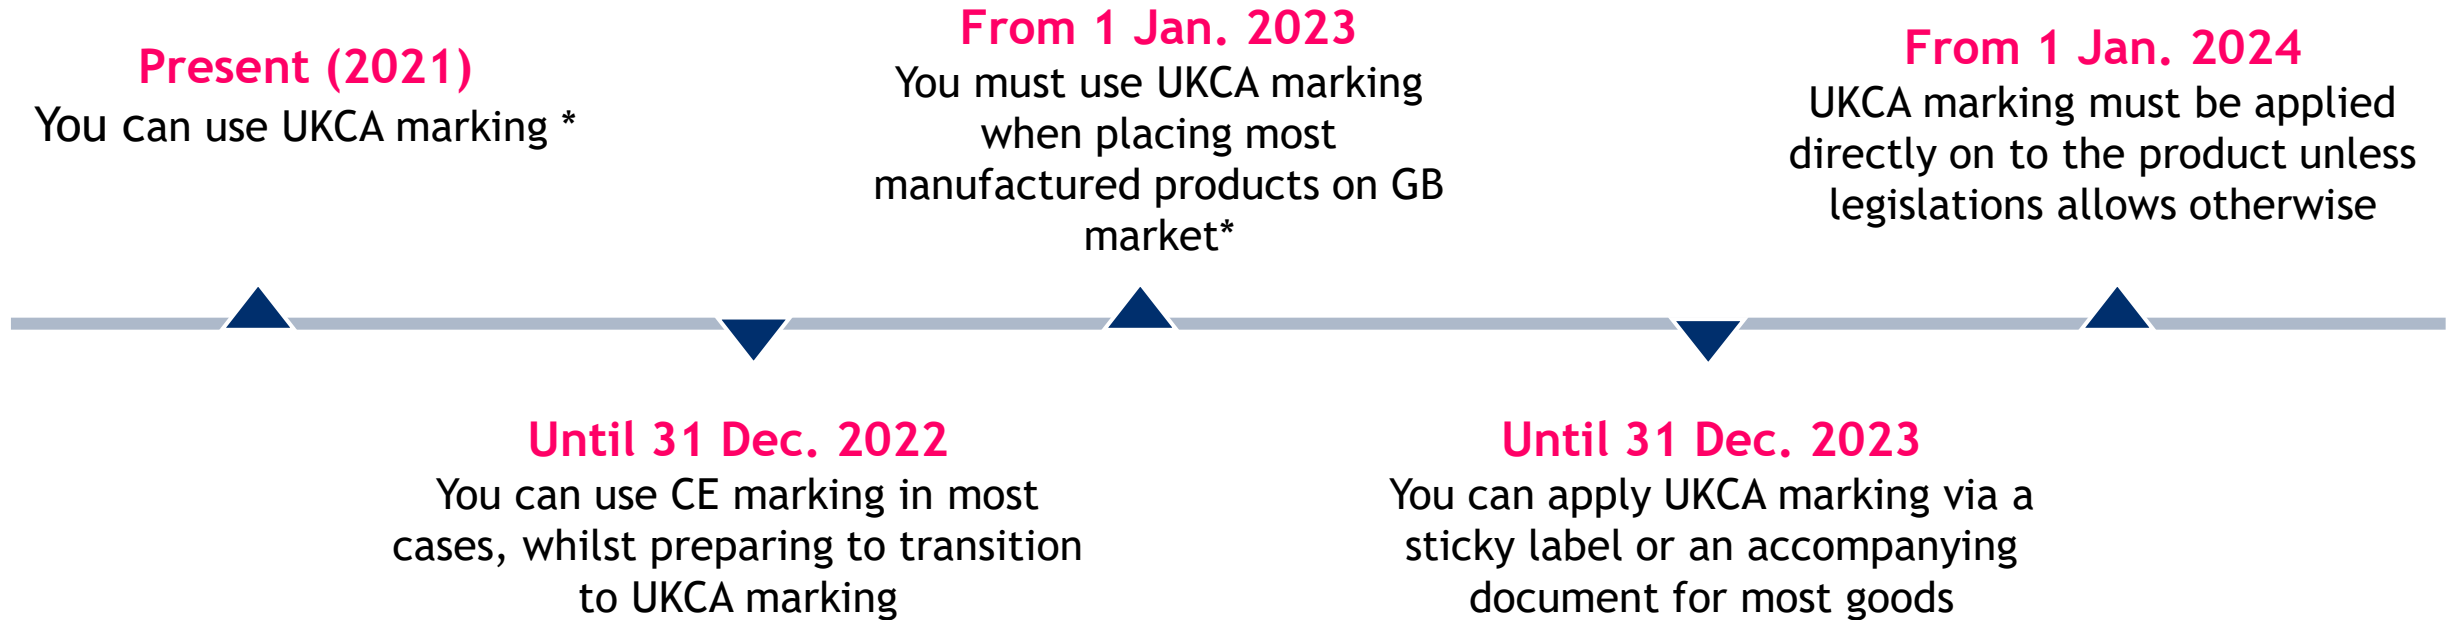 Present (2021)
You can use UKCA marking *
From 1 Jan. 2023
You must use UKCA marking
when placing most
manufactured products on GB
market*
From 1 Jan. 2024
UKCA marking must be applied
directly on to the product unless
legislations allows otherwise
Until 31 Dec. 2022
You can use CE marking in most
cases, whilst preparing to transition
to UKCA marking
Until 31 Dec. 2023
You can apply UKCA marking via a
sticky label or an accompanying
document for most goods